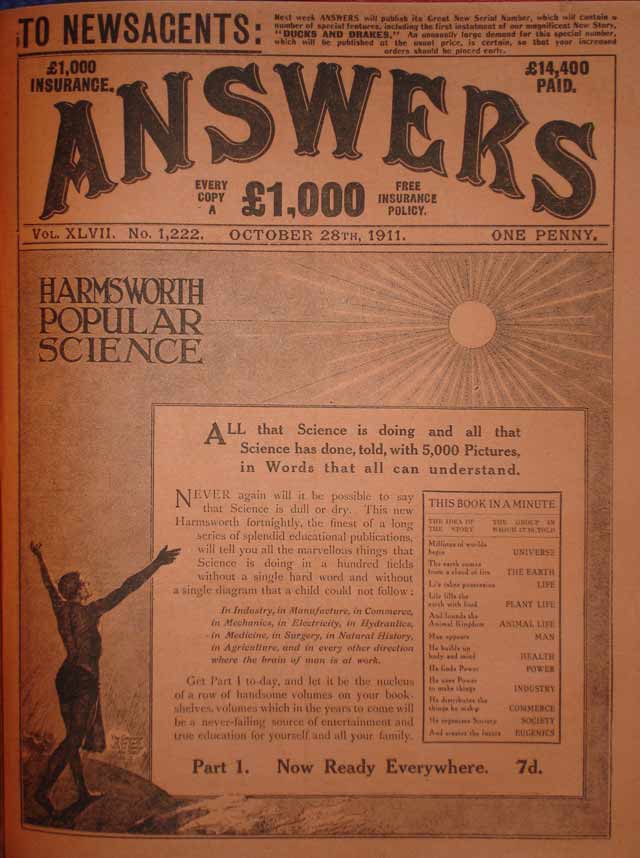 TO NEWSAGENTS:
Next week ANSWERS will publish its Great New Serial Number, which will contain a
number of special features, including the first instalment of our magnificent New Story,
"DUCKS AND DRAKES." An unusually large demand for this special number,
which will be published at the usual price, is certain, so that your increased
orders should be placed early.
£1,000
INSURANCE.
£14,400
PAID.
ANSWERS
EVERY
COPY
A
£1,000
FREE
INSURANCE
POLICY.
VOL. XLVII. No. 1,222. OCTOBER 28TH, 1911. ONE PENNY.
HARMSWORTH
POPULAR
SCIENCE
ALL that Science is doing and all that
Science has done, told, with 5,000 Pictures,
in Words that all can understand.
NEVER again will it be possible to say
that Science is dull or dry. This new
Harmsworth fortnightly, the finest of a long
series of splendid educational publications,
will tell you all the marvellous things that
Science is doing in a hundred fields
without a single hard word and without
a single diagram that a child could not follow:
In Industry, in Manufacture, in Commerce,
in Mechanics, in Electricity, in Hydraulics,
in Medicine, in Surgery, in Natural History,
in Agriculture, and in every other direction
where the brain of man is at work.
Get Part 1 to-day, and let it be the nucleus
of a row of handsome volumes on your book-
shelves, volumes which in the years to come will
be a never-failing source of entertainment and
true education for yourself and all your family.
THIS BOOK IN A MINUTE
THE IDEA OF THE GROUP IN
THE STORY WHICH IT IS TOLD
Millions of worlds
begin UNIVERSE
The earth comes
from a cloud of fire THE EARTH
Life takes possession LIFE
Life fills the
earth with food PLANT LIFE
And founds the
Animal Kingdom ANIMAL LIFE
Man appears MAN
He builds up
body and mind HEALTH
He finds Power POWER
He uses Power
to make things INDUSTRY
He distributes the
things he makes COMMERCE
He organises Society SOCIETY
And creates the future EUGENICS
Part 1. Now Ready Everywhere. 7d.